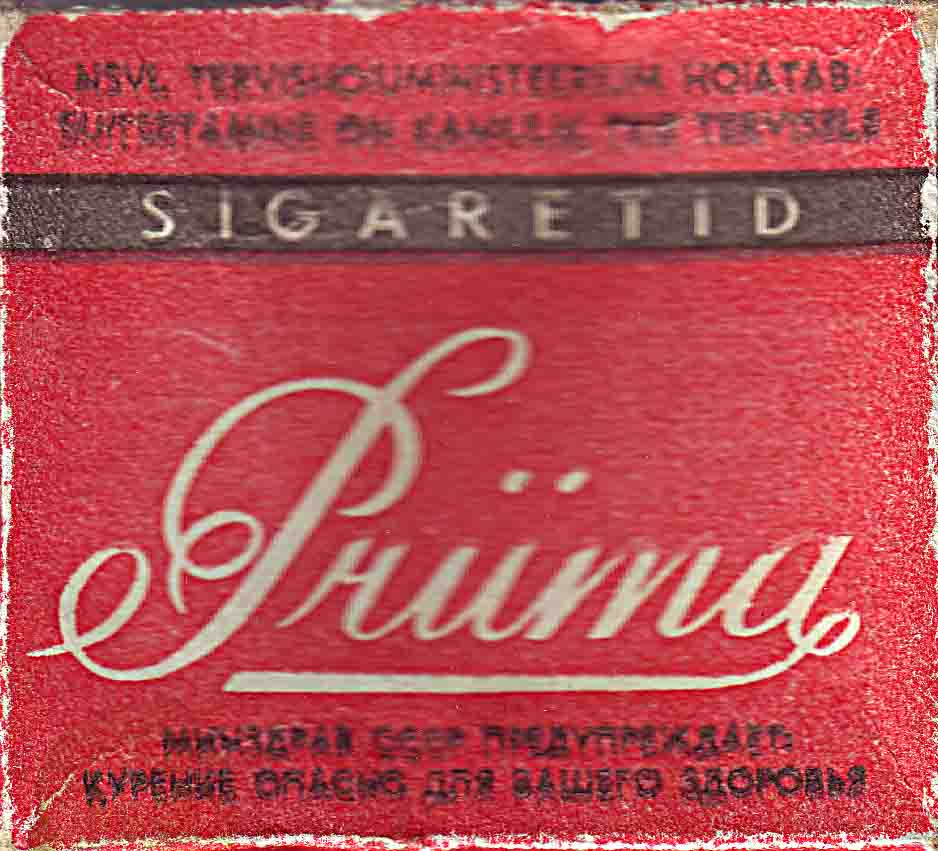 NSVL TERVISHOIUMINISTEERIUM HOIATAB:
SUITSETAMINE ON KAHJULIK TEIE TERVISELE
SIGARETID
Priima
МИНЗДРАВ СССР ПРЕДУПРЕЖДАЕТ:
КУРЕНИЕ ОПАСНО ДЛЯ ВАШЕГО ЗДОРОВЬЯ